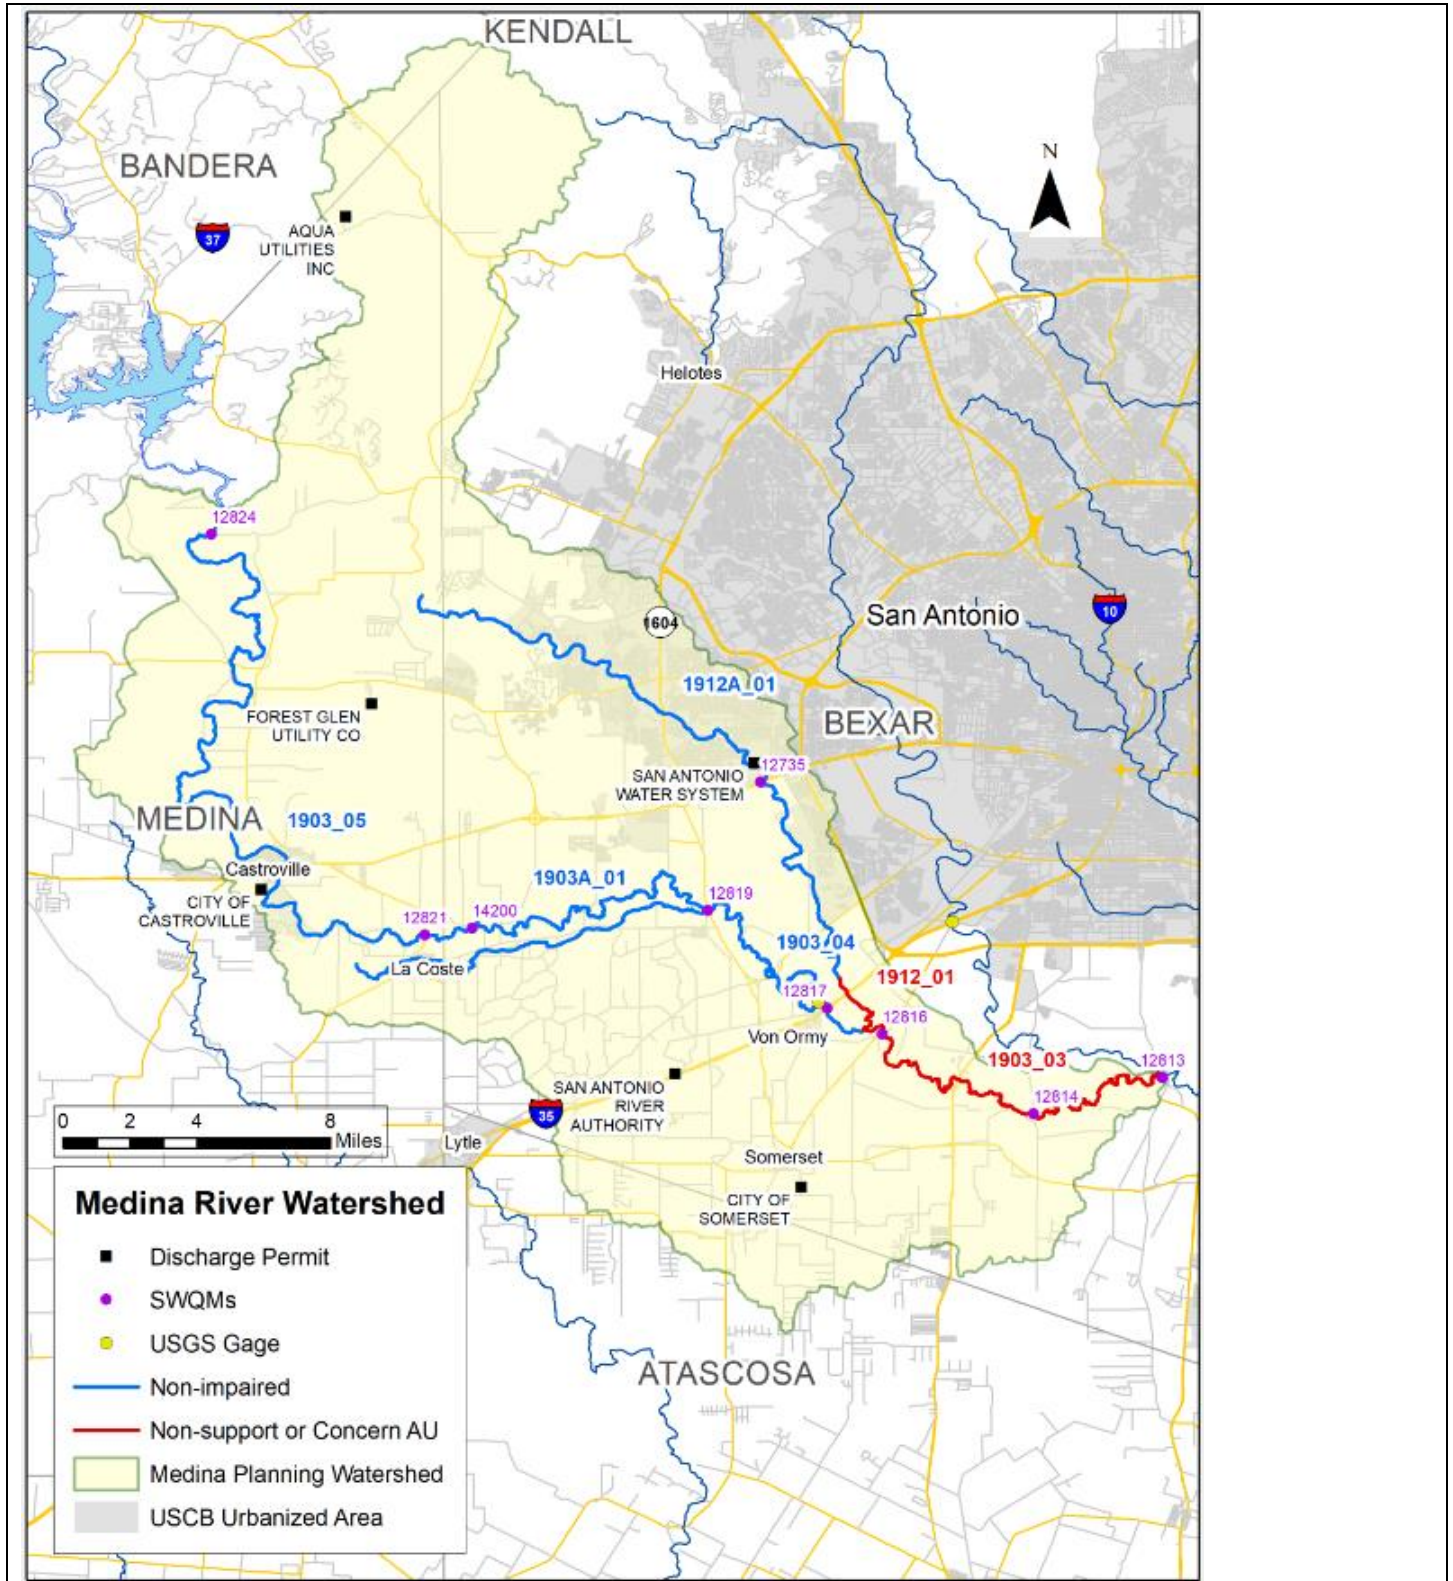 KENDALL
BANDERA
N
37
AQUA
UTILITIES
INC
Helotes
12824
10
San Antonio
1604
1912A_01
FOREST GLEN
UTILITY CO
BEXAR
12735
SAN ANTONIO
WATER SYSTEM
MEDINA
1903_05
Castroville
1903A_01
CITY OF
CASTROVILLE
12819
12821
14200
1903_04
La Coste
1912_01
12817
12816
Von Ormy
1903_03
12813
SAN ANTONIO
RIVER
AUTHORITY
12814
35
0 2 4 8
Miles
Lytle
Somerset
CITY OF
SOMERSET
Medina River Watershed
Discharge Permit
SWQMs
USGS Gage
Non-impaired
Non-support or Concern AU
Medina Planning Watershed
USCB Urbanized Area
ATASCOSA